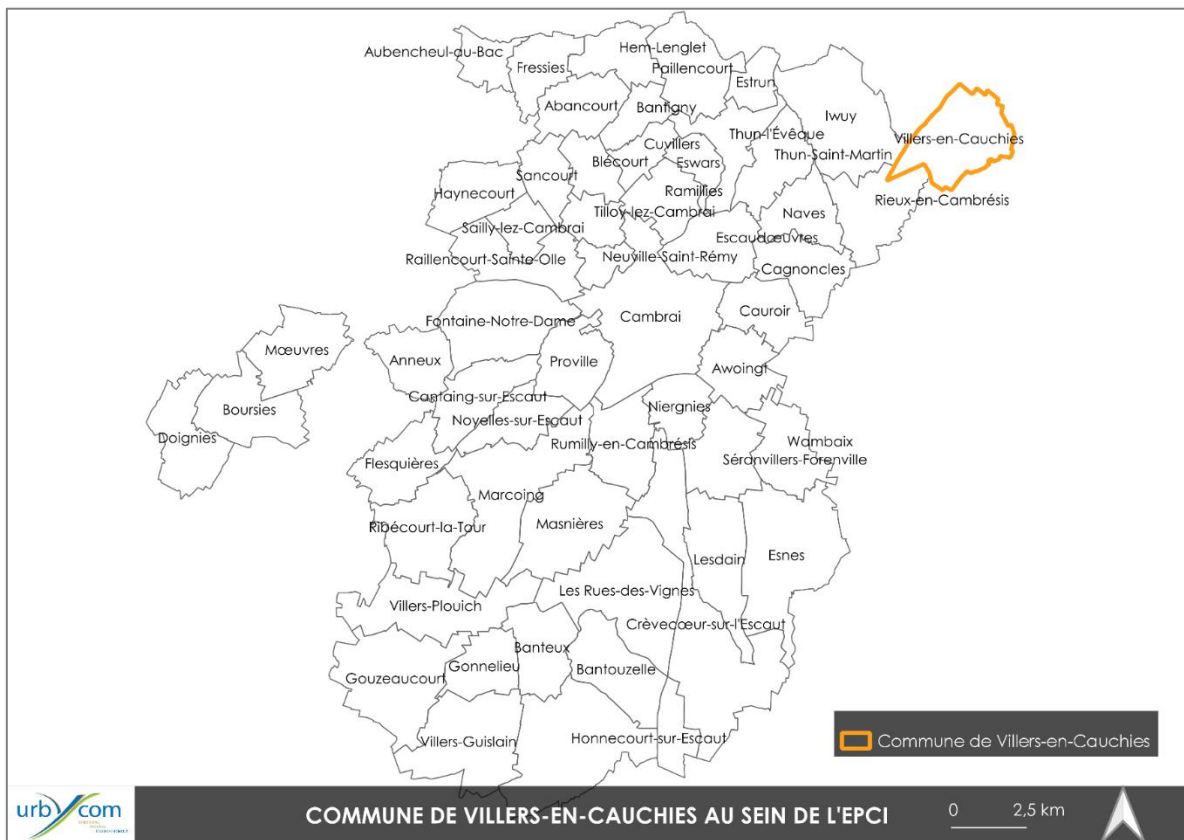 Aubencheul-au-Bac
Hem-Lenglet
Fressies
Paillencourt
Estrun
Abancourt
Bantigny
Iwuy
Thun-l'Évêque
Villers-en-Cauchies
Cuvillers
Thun-Saint-Martin
Blécourt
Eswars
Sancourt
Haynecourt
Ramillies
Rieux-en-Cambrésis
Tilloy-lez-Cambrai
Naves
Sailly-lez-Cambrai
Escaudœuvres
Raillencourt-Sainte-Olle
Neuville-Saint-Rémy
Cagnoncles
Fontaine-Notre-Dame
Cambrai
Cauroir
Mœuvres
Anneux
Proville
Awoingt
Cantaing-sur-Escaut
Boursies
Niergnies
Noyelles-sur-Escaut
Doignies
Rumilly-en-Cambrésis
Wambaix
Flesquières
Séranvillers-Forenville
Marcoing
Ribécourt-la-Tour
Masnières
Lesdain
Esnes
Les Rues-des-Vignes
Villers-Plouich
Crèvecœur-sur-l'Escaut
Banteux
Gonnelieu
Bantouzelle
Gouzeaucourt
Villers-Guislain
Honnecourt-sur-Escaut
Commune de Villers-en-Cauchies
urbycom
COMMUNE DE VILLERS-EN-CAUCHIES AU SEIN DE L'EPCI
0 2,5 km